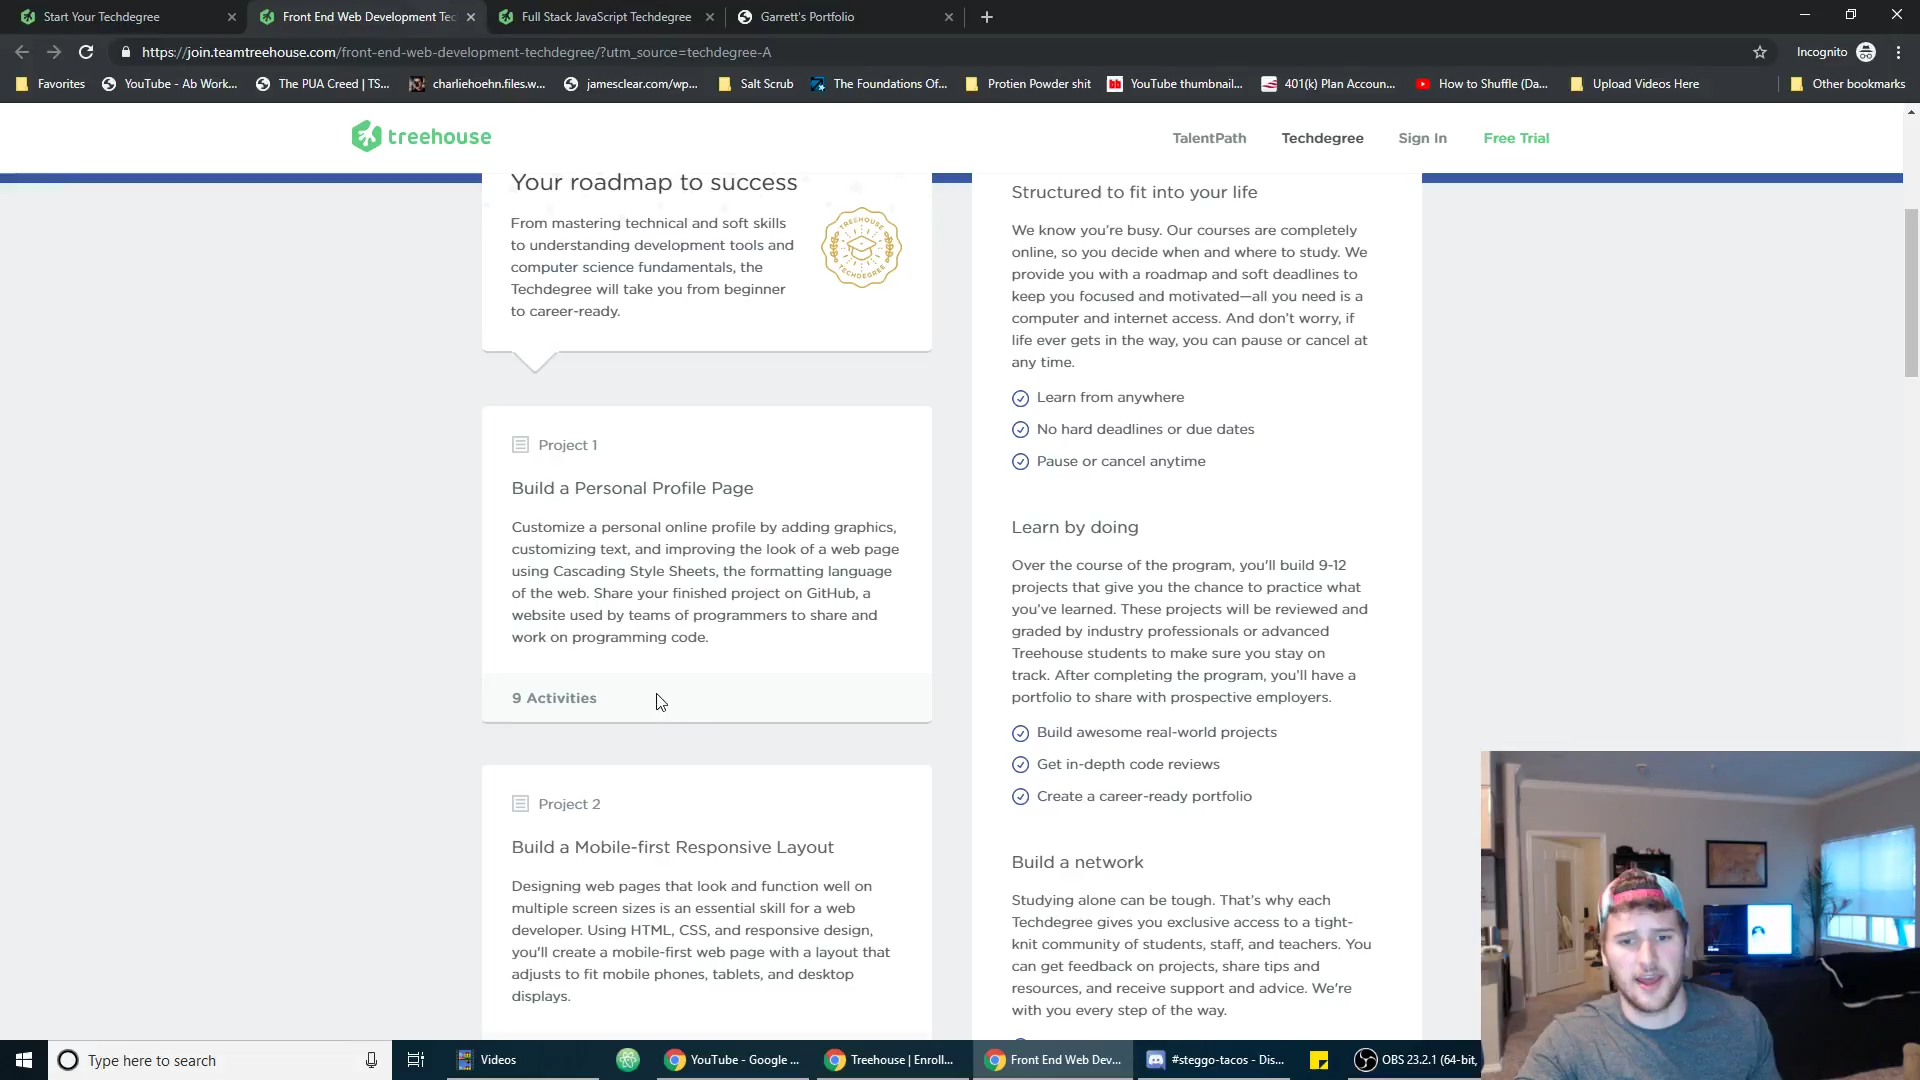 Start Your Techdegree
Front End Web Development Tec
Full Stack JavaScript Techdegree
Garrett's Portfolio
https://join.teamtreehouse.com/front-end-web-development-techdegree/?utm_source=techdegree-A
Incognito
Favorites
YouTube - Ab Work...
The PUA Creed | TS...
charliehoehn.files.w...
jamesclear.com/wp...
Salt Scrub
The Foundations Of...
Protien Powder shit
YouTube thumbnail...
401(k) Plan Accoun...
How to Shuffle (Da...
Upload Videos Here
Other bookmarks
treehouse
TalentPath
Techdegree
Sign In
Free Trial
Your roadmap to success
From mastering technical and soft skills
to understanding development tools and
computer science fundamentals, the
Techdegree will take you from beginner
to career-ready.
TREEHOUSE
TECHDEGREE
Project 1
Build a Personal Profile Page
Customize a personal online profile by adding graphics,
customizing text, and improving the look of a web page
using Cascading Style Sheets, the formatting language
of the web. Share your finished project on GitHub, a
website used by teams of programmers to share and
work on programming code.
9 Activities
Project 2
Build a Mobile-first Responsive Layout
Designing web pages that look and function well on
multiple screen sizes is an essential skill for a web
developer. Using HTML, CSS, and responsive design,
you'll create a mobile-first web page with a layout that
adjusts to fit mobile phones, tablets, and desktop
displays.
Structured to fit into your life
We know you're busy. Our courses are completely
online, so you decide when and where to study. We
provide you with a roadmap and soft deadlines to
keep you focused and motivated—all you need is a
computer and internet access. And don't worry, if
life ever gets in the way, you can pause or cancel at
any time.
Learn from anywhere
No hard deadlines or due dates
Pause or cancel anytime
Learn by doing
Over the course of the program, you'll build 9-12
projects that give you the chance to practice what
you've learned. These projects will be reviewed and
graded by industry professionals or advanced
Treehouse students to make sure you stay on
track. After completing the program, you'll have a
portfolio to share with prospective employers.
Build awesome real-world projects
Get in-depth code reviews
Create a career-ready portfolio
Build a network
Studying alone can be tough. That's why each
Techdegree gives you exclusive access to a tight-
knit community of students, staff, and teachers. You
can get feedback on projects, share tips and
resources, and receive support and advice. We're
with you every step of the way.
Type here to search
Videos
YouTube - Google ...
Treehouse | Enroll...
Front End Web Dev...
#steggo-tacos - Dis...
OBS 23.2.1 (64-bit,